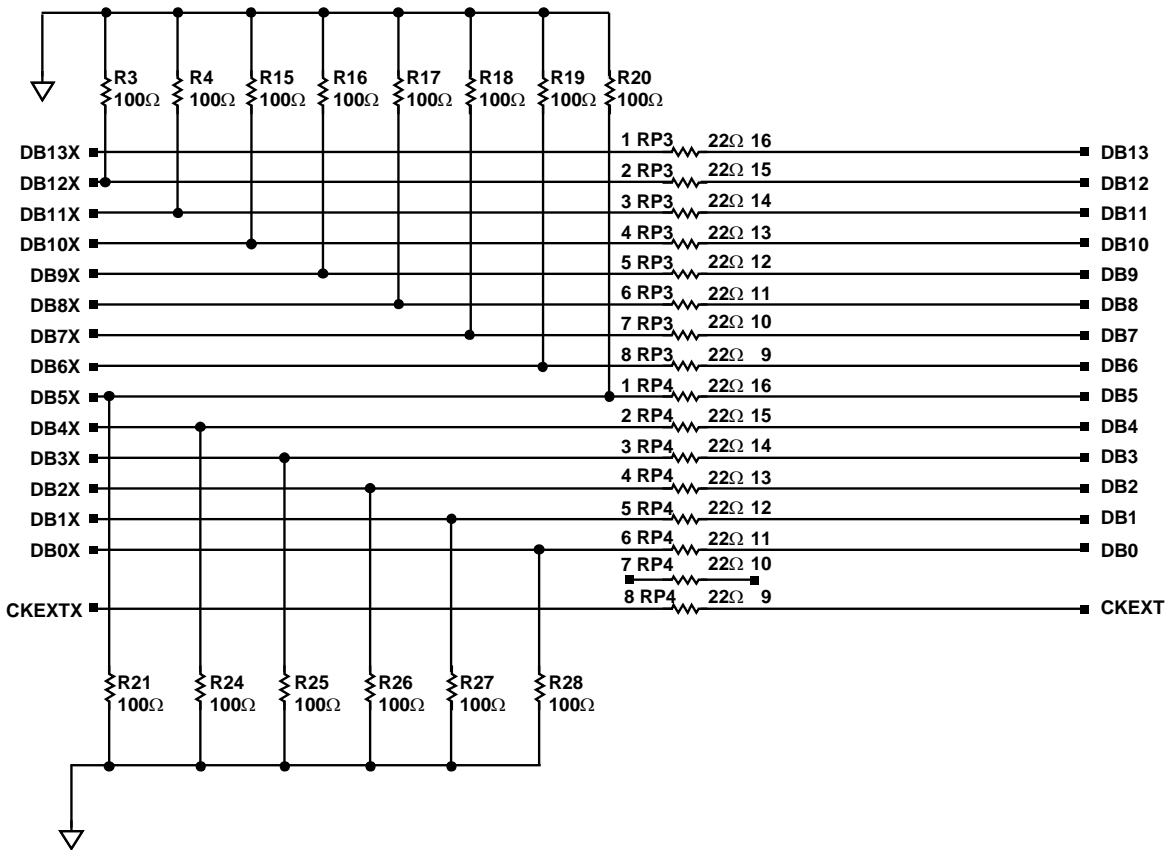 R3 R4 R15 R16 R17 R18 R19 R20
100Ω 100Ω 100Ω 100Ω 100Ω 100Ω 100Ω 100Ω
DB13X 1 RP3 22Ω 16 DB13
DB12X 2 RP3 22Ω 15 DB12
DB11X 3 RP3 22Ω 14 DB11
DB10X 4 RP3 22Ω 13 DB10
DB9X 5 RP3 22Ω 12 DB9
DB8X 6 RP3 22Ω 11 DB8
DB7X 7 RP3 22Ω 10 DB7
DB6X 8 RP3 22Ω 9 DB6
DB5X 1 RP4 22Ω 16 DB5
DB4X 2 RP4 22Ω 15 DB4
DB3X 3 RP4 22Ω 14 DB3
DB2X 4 RP4 22Ω 13 DB2
DB1X 5 RP4 22Ω 12 DB1
DB0X 6 RP4 22Ω 11 DB0
7 RP4 22Ω 10
CKEXTX 8 RP4 22Ω 9 CKEXT
R21 R24 R25 R26 R27 R28
100Ω 100Ω 100Ω 100Ω 100Ω 100Ω